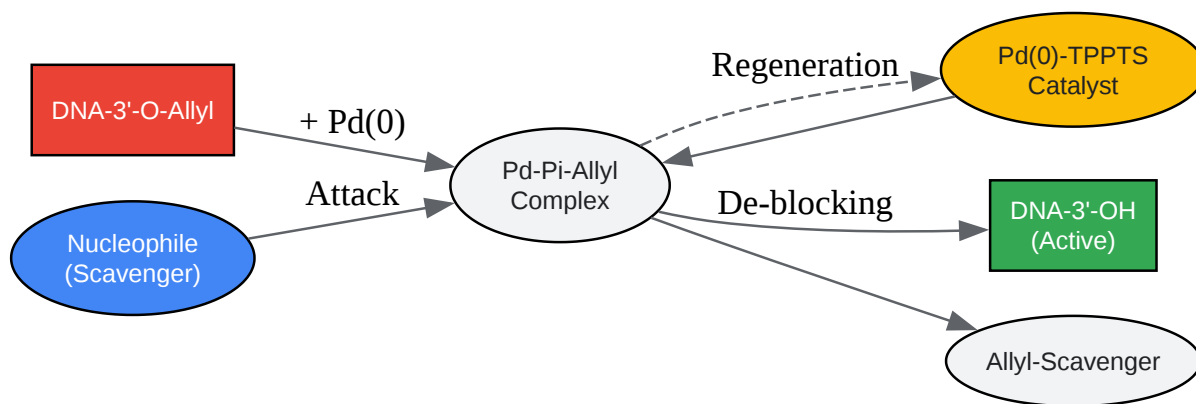 DNA-3'-O-Allyl
+ Pd(0)
Nucleophile
(Scavenger)
Attack
Pd-Pi-Allyl
Complex
Regeneration
Pd(0)-TPPTS
Catalyst
De-blocking
DNA-3'-OH
(Active)
Allyl-Scavenger